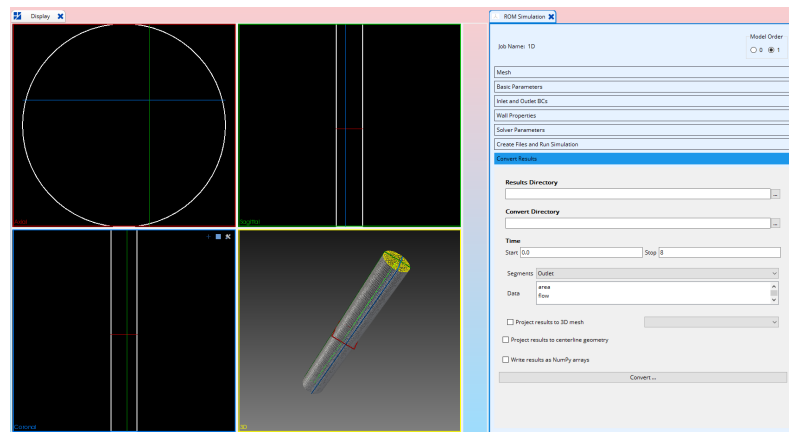 Display
ROM Simulation
Job Name: 1D
Model Order
0 1
Mesh
Basic Parameters
Inlet and Outlet BCs
Wall Properties
Solver Parameters
Create Files and Run Simulation
Convert Results
Results Directory
...
Convert Directory
...
Time
Start 0.0 Stop 8
Segments Outlet
Data
area
flow
Project results to 3D mesh
Project results to centerline geometry
Write results as NumPy arrays
Convert ...
Axial
Sagittal
Coronal
3D